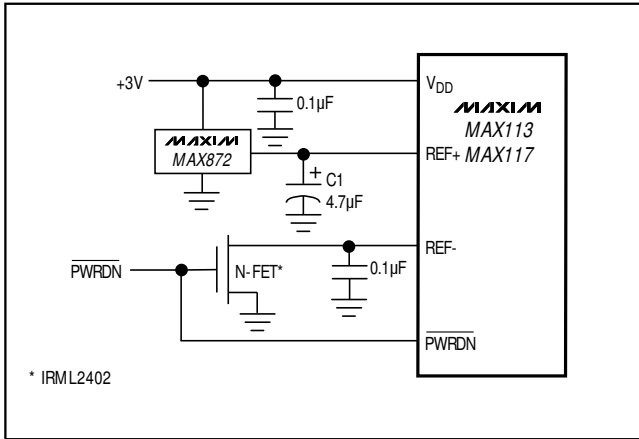 +3V
0.1µF
VDD
MAXIM
MAX113
MAX117
MAXIM
MAX872
REF+
+
C1
4.7µF
REF-
PWRDN
N-FET*
0.1µF
PWRDN
* IRML2402